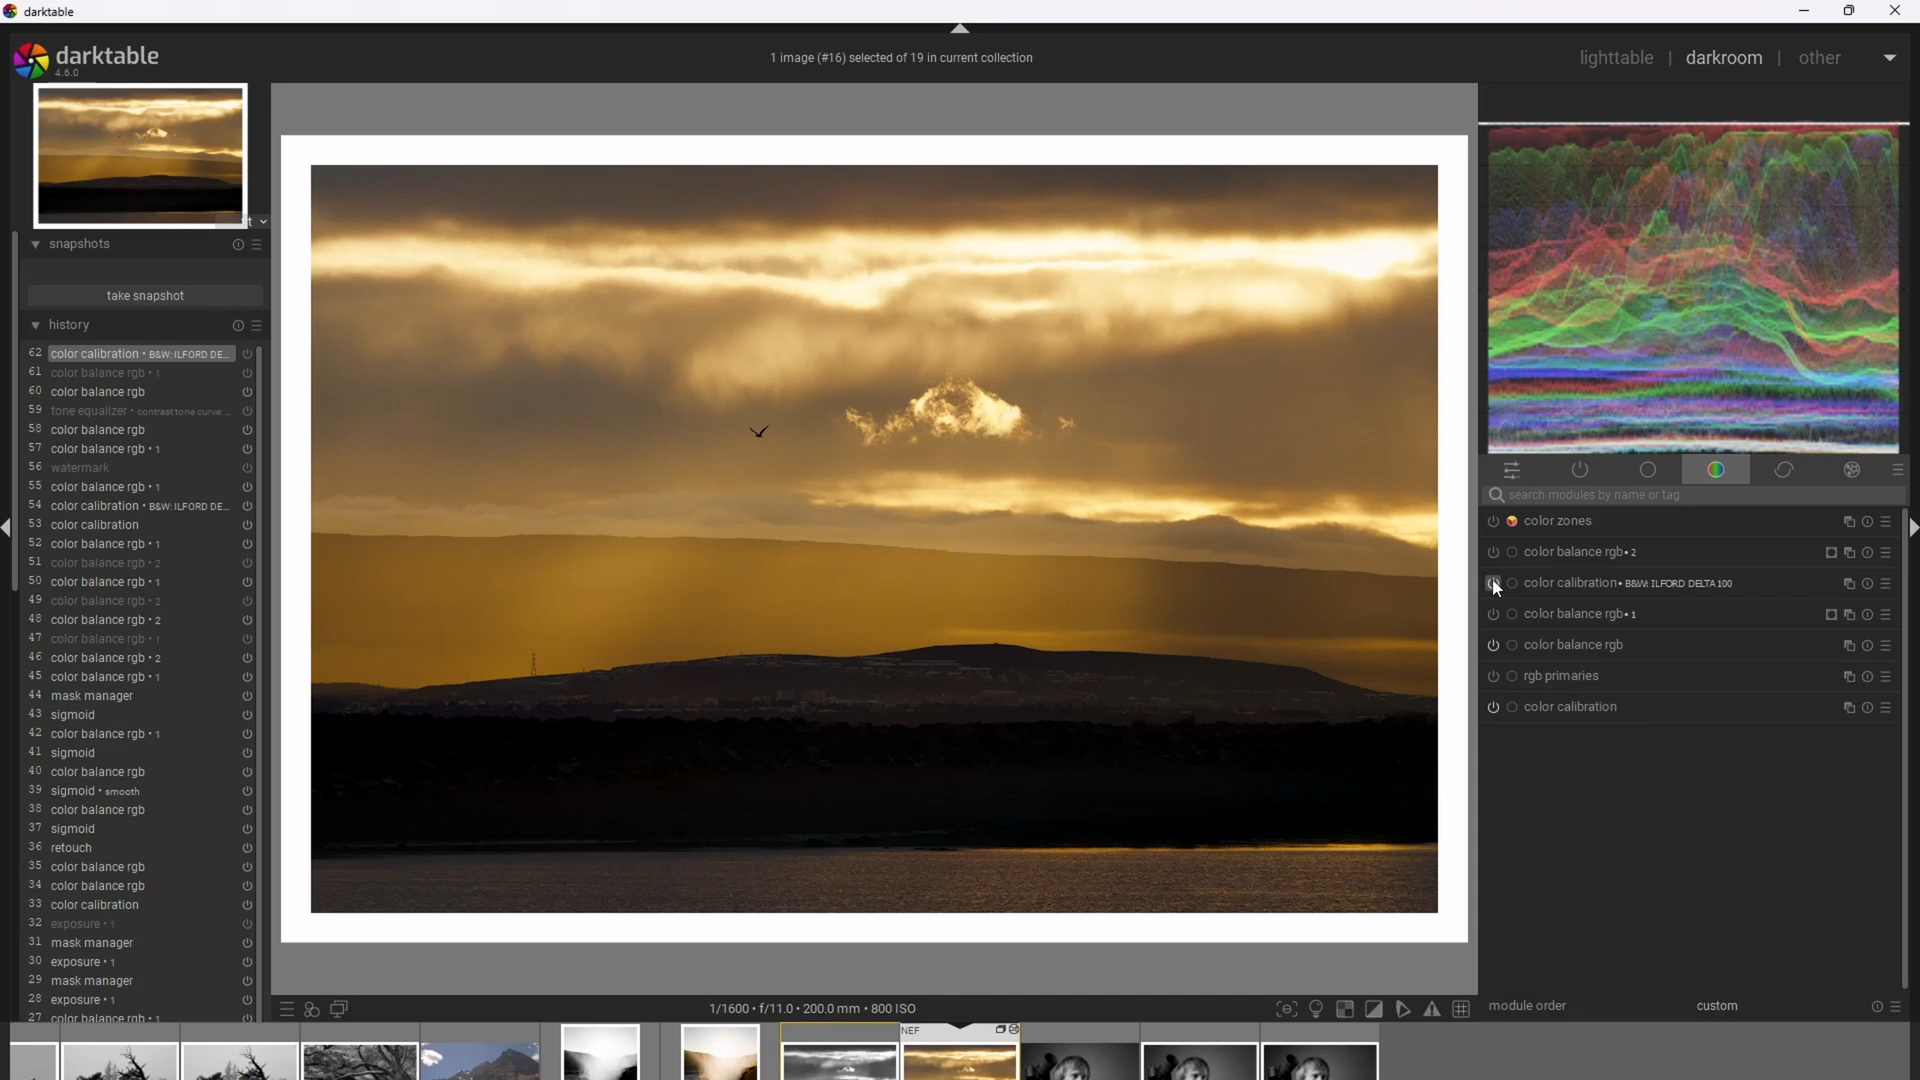 darktable
darktable
4.6.0
1 image (#16) selected of 19 in current collection
lighttable | darkroom | other
snapshots
take snapshot
history
62 color calibration • B&W: ILFORD DE...
61 color balance rgb • 1
60 color balance rgb
59 tone equalizer • contrast tone curve: ...
58 color balance rgb
57 color balance rgb • 1
56 watermark
55 color balance rgb • 1
54 color calibration • B&W: ILFORD DE...
53 color calibration
52 color balance rgb • 1
51 color balance rgb • 2
50 color balance rgb • 1
49 color balance rgb • 2
48 color balance rgb • 2
47 color balance rgb • 1
46 color balance rgb • 2
45 color balance rgb • 1
44 mask manager
43 sigmoid
42 color balance rgb • 1
41 sigmoid
40 color balance rgb
39 sigmoid • smooth
38 color balance rgb
37 sigmoid
36 retouch
35 color balance rgb
34 color balance rgb
33 color calibration
32 exposure • 1
31 mask manager
30 exposure • 1
29 mask manager
28 exposure • 1
27 color balance rgb • 1
search modules by name or tag
color zones
color balance rgb • 2
color calibration • B&W: ILFORD DELTA 100
color balance rgb • 1
color balance rgb
rgb primaries
color calibration
1/1600 • f/11.0 • 200.0 mm • 800 ISO
module order custom
NEF